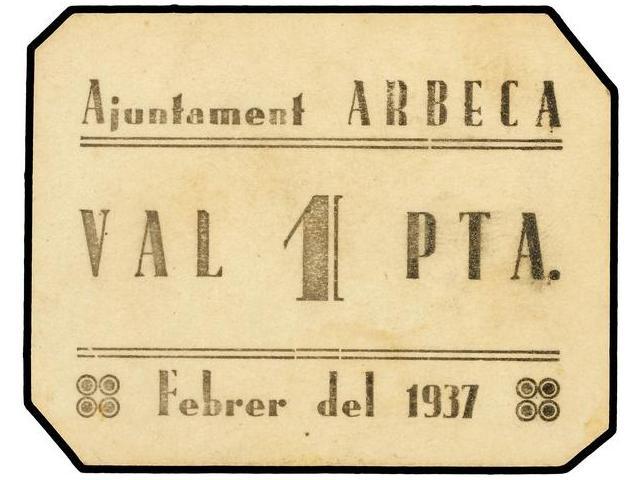 Ajuntament ARBECA
VAL 1 PTA.
Febrer del 1937